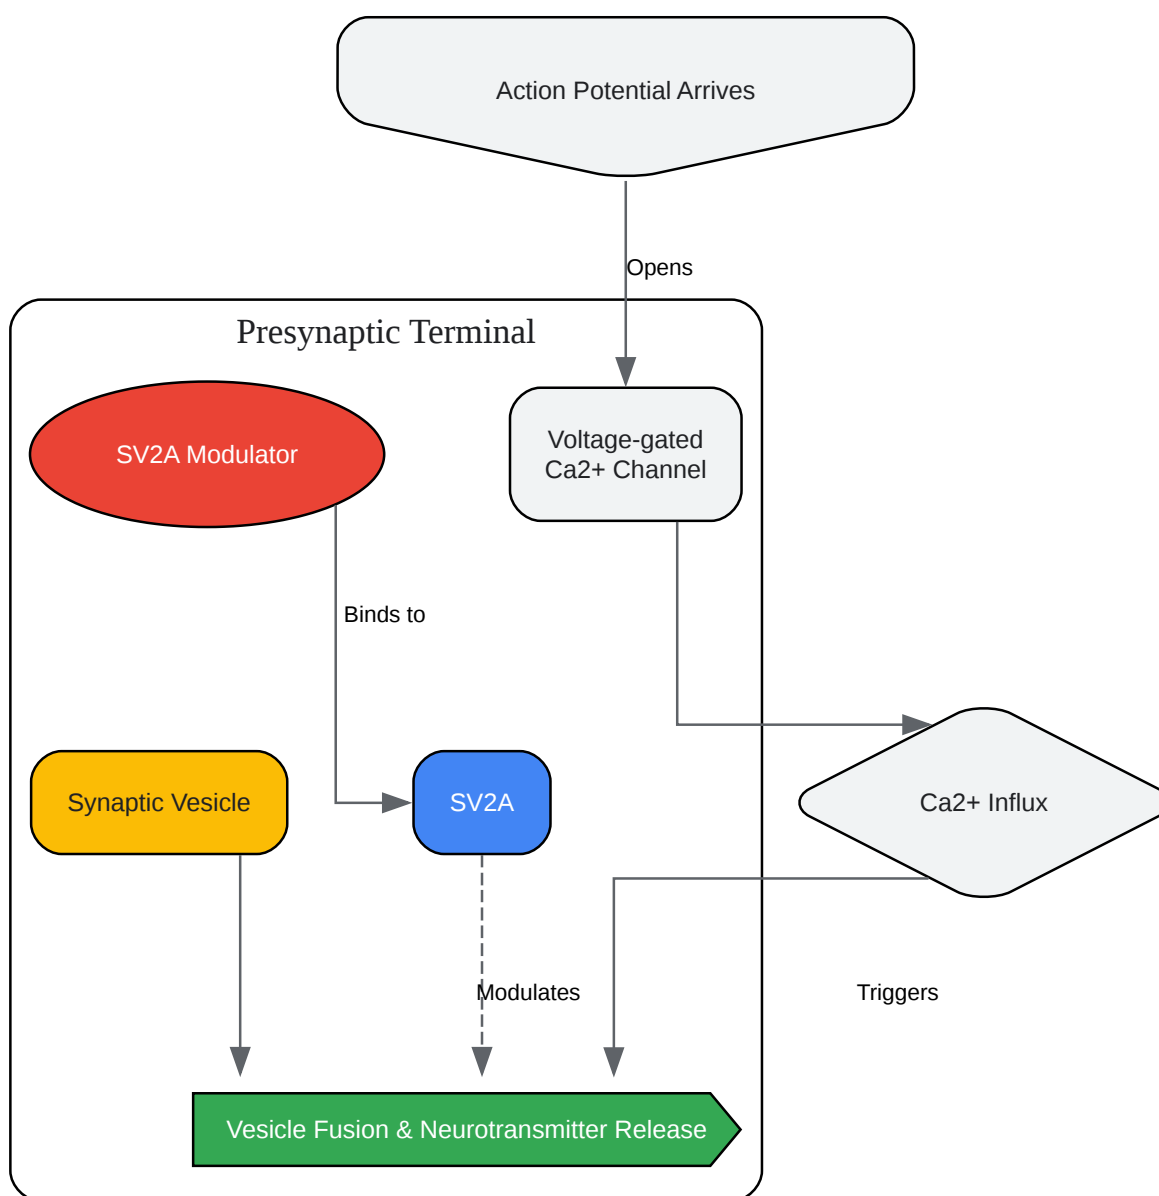 Action Potential Arrives
Opens
Presynaptic Terminal
SV2A Modulator
Voltage-gated
Ca2+ Channel
Binds to
Synaptic Vesicle
SV2A
Ca2+ Influx
Modulates
Triggers
Vesicle Fusion & Neurotransmitter Release